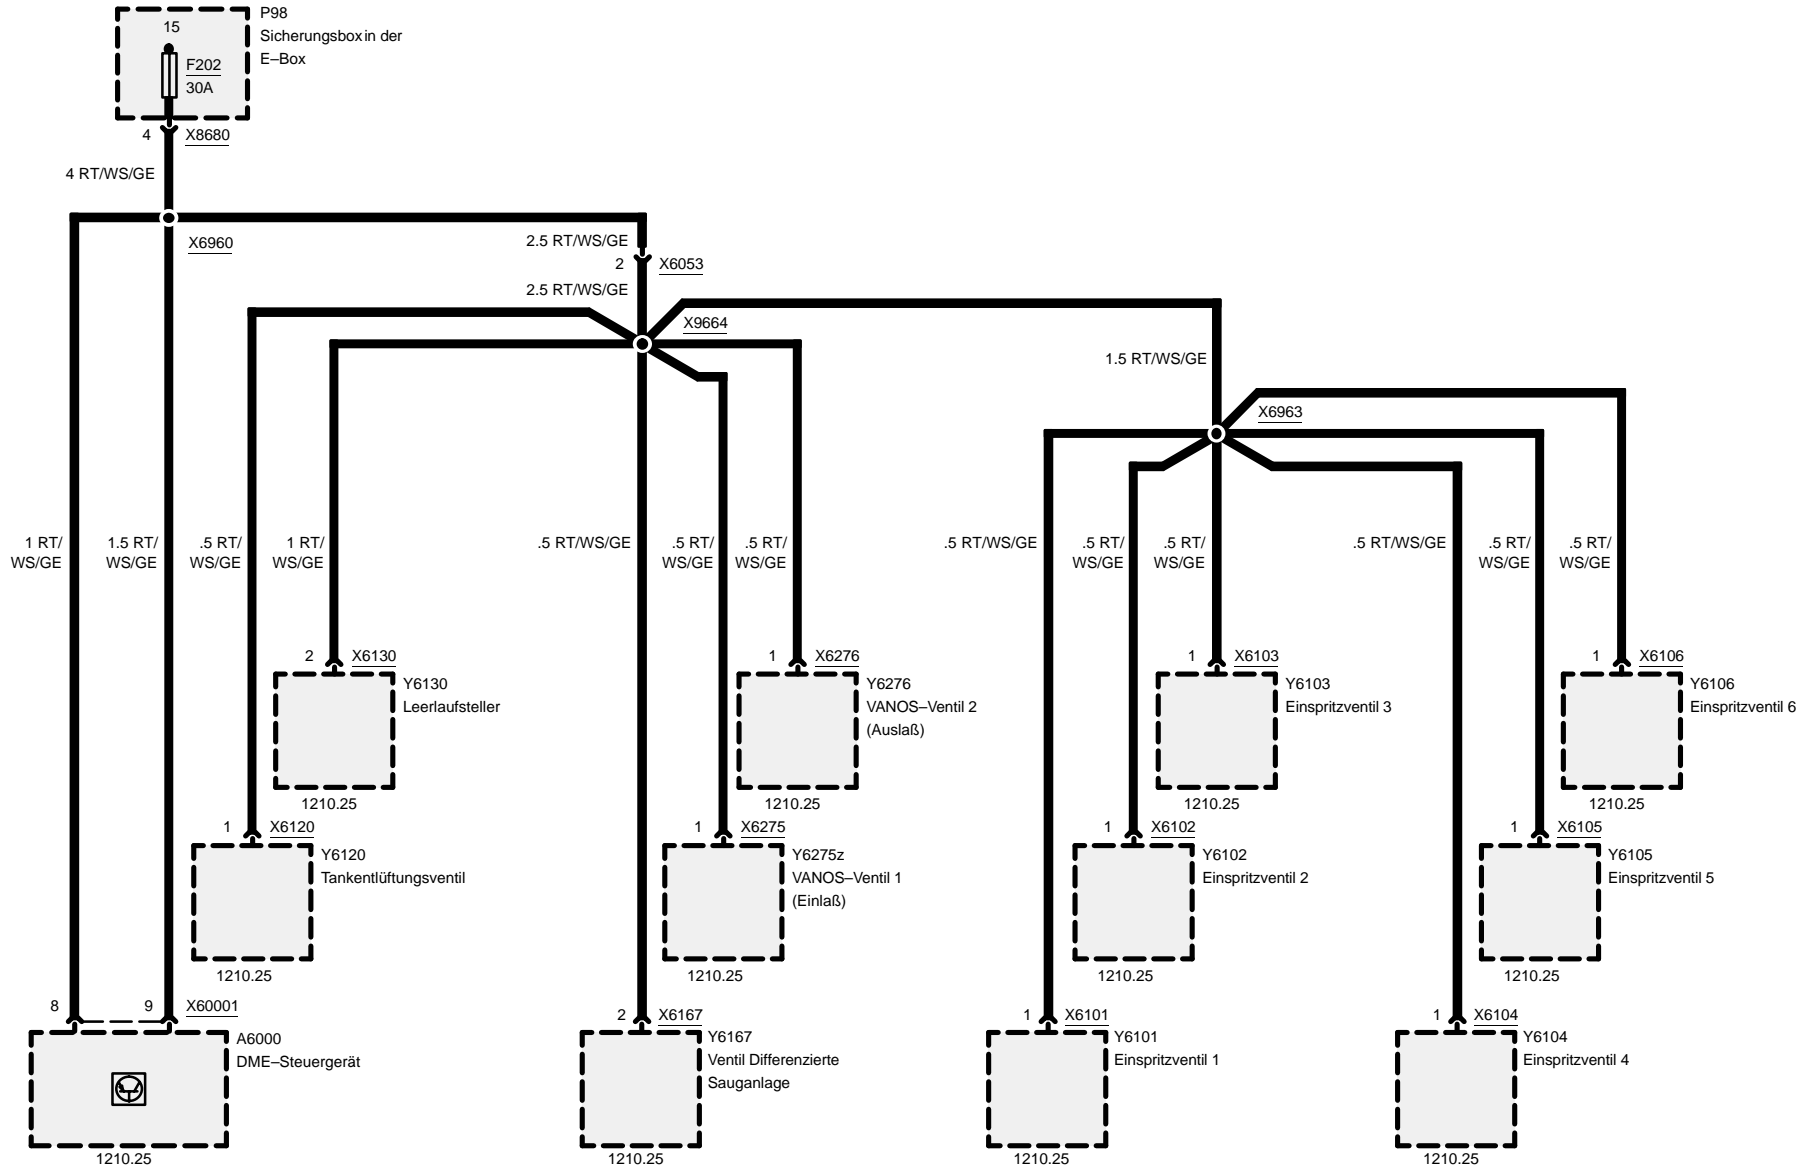 P98
Sicherungsbox in der
E–Box
15
F202
30A
4
X8680
4 RT/WS/GE
X6960
2.5 RT/WS/GE
2
X6053
2.5 RT/WS/GE
X9664
1.5 RT/WS/GE
X6963
1 RT/
WS/GE
1.5 RT/
WS/GE
.5 RT/
WS/GE
1 RT/
WS/GE
.5 RT/WS/GE
.5 RT/
WS/GE
.5 RT/
WS/GE
.5 RT/WS/GE
.5 RT/
WS/GE
.5 RT/
WS/GE
.5 RT/WS/GE
.5 RT/
WS/GE
.5 RT/
WS/GE
2
X6130
Y6130
Leerlaufsteller
1210.25
1
X6276
Y6276
VANOS–Ventil 2
(Auslaß)
1210.25
1
X6103
Y6103
Einspritzventil 3
1210.25
1
X6106
Y6106
Einspritzventil 6
1210.25
1
X6120
Y6120
Tankentlüftungsventil
1210.25
1
X6275
Y6275z
VANOS–Ventil 1
(Einlaß)
1210.25
1
X6102
Y6102
Einspritzventil 2
1210.25
1
X6105
Y6105
Einspritzventil 5
1210.25
8
9
X60001
A6000
DME–Steuergerät
1210.25
2
X6167
Y6167
Ventil Differenzierte
Sauganlage
1210.25
1
X6101
Y6101
Einspritzventil 1
1210.25
1
X6104
Y6104
Einspritzventil 4
1210.25